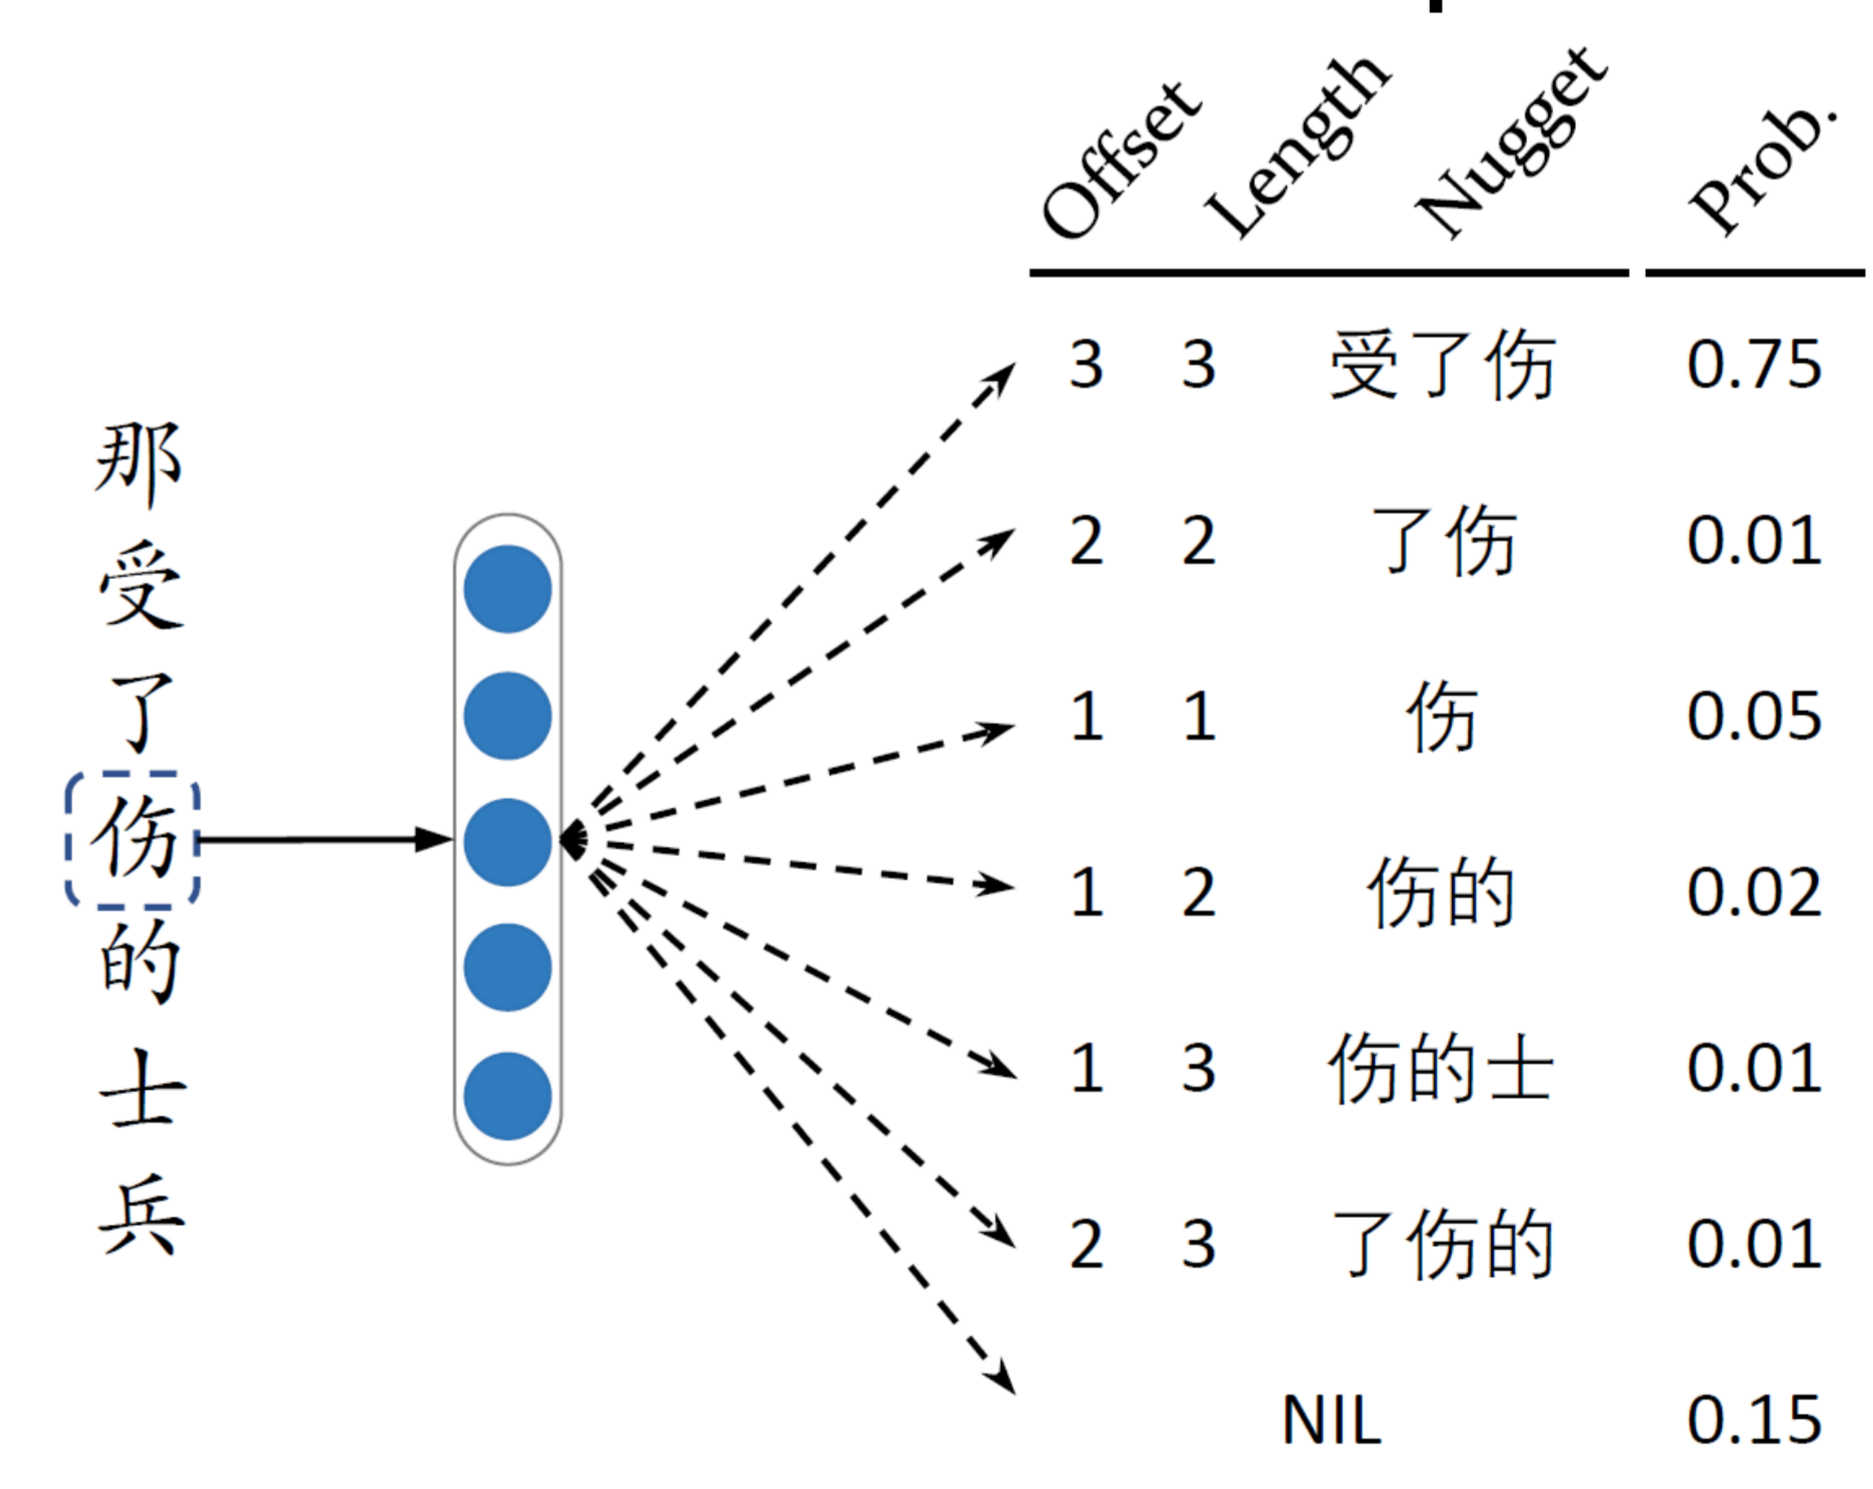 Offset Length Nugget Prob.
那受了伤的士兵
3 3 受了伤 0.75
2 2 了伤 0.01
1 1 伤 0.05
1 2 伤的 0.02
1 3 伤的士 0.01
2 3 了伤的 0.01
NIL 0.15